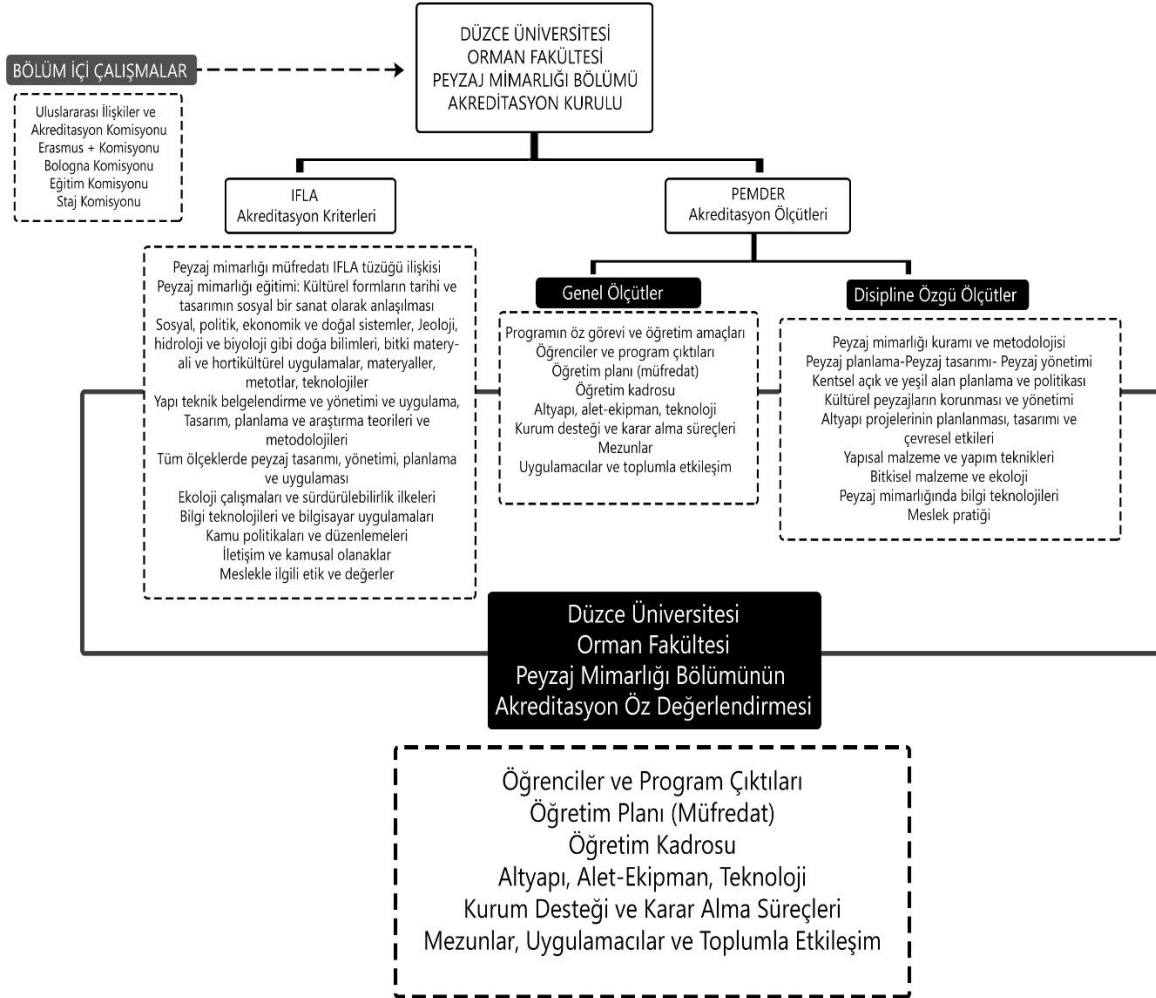 DÜZCE ÜNİVERSİTESİ
ORMAN FAKÜLTESİ
PEYZAJ MİMARLIĞI BÖLÜMÜ
AKREDİTASYON KURULU
BÖLÜM İÇİ ÇALIŞMALAR
Uluslararası İlişkiler ve
Akreditasyon Komisyonu
Erasmus + Komisyonu
Bologna Komisyonu
Eğitim Komisyonu
Staj Komisyonu
IFLA
Akreditasyon Kriterleri
Peyzaj mimarlığı müfredatı IFLA tüzüğü ilişkisi
Peyzaj mimarlığı eğitimi: Kültürel formların tarihi ve
tasarımın sosyal bir sanat olarak anlaşılması
Sosyal, politik, ekonomik ve doğal sistemler, Jeoloji,
hidroloji ve biyoloji gibi doğa bilimleri, bitki matery-
ali ve hortikültürel uygulamalar, materyaller,
metotlar, teknolojiler
Yapı teknik belgelendirme ve yönetimi ve uygulama,
Tasarım, planlama ve araştırma teorileri ve
metodolojileri
Tüm ölçeklerde peyzaj tasarımı, yönetimi, planlama
ve uygulaması
Ekoloji çalışmaları ve sürdürülebilirlik ilkeleri
Bilgi teknolojileri ve bilgisayar uygulamaları
Kamu politikaları ve düzenlemeleri
İletişim ve kamusal olanaklar
Meslekle ilgili etik ve değerler
PEMDER
Akreditasyon Ölçütleri
Genel Ölçütler
Programın öz görevi ve öğretim amaçları
Öğrenciler ve program çıktıları
Öğretim planı (müfredat)
Öğretim kadrosu
Altyapı, alet-ekipman, teknoloji
Kurum desteği ve karar alma süreçleri
Mezunlar
Uygulamacılar ve toplumla etkileşim
Disipline Özgü Ölçütler
Peyzaj mimarlığı kuramı ve metodolojisi
Peyzaj planlama-Peyzaj tasarımı- Peyzaj yönetimi
Kentsel açık ve yeşil alan planlama ve politikası
Kültürel peyzajların korunması ve yönetimi
Altyapı projelerinin planlanması, tasarımı ve
çevresel etkileri
Yapısal malzeme ve yapım teknikleri
Bitkisel malzeme ve ekoloji
Peyzaj mimarlığında bilgi teknolojileri
Meslek pratiği
Düzce Üniversitesi
Orman Fakültesi
Peyzaj Mimarlığı Bölümünün
Akreditasyon Öz Değerlendirmesi
Öğrenciler ve Program Çıktıları
Öğretim Planı (Müfredat)
Öğretim Kadrosu
Altyapı, Alet-Ekipman, Teknoloji
Kurum Desteği ve Karar Alma Süreçleri
Mezunlar, Uygulamacılar ve Toplumla Etkileşim